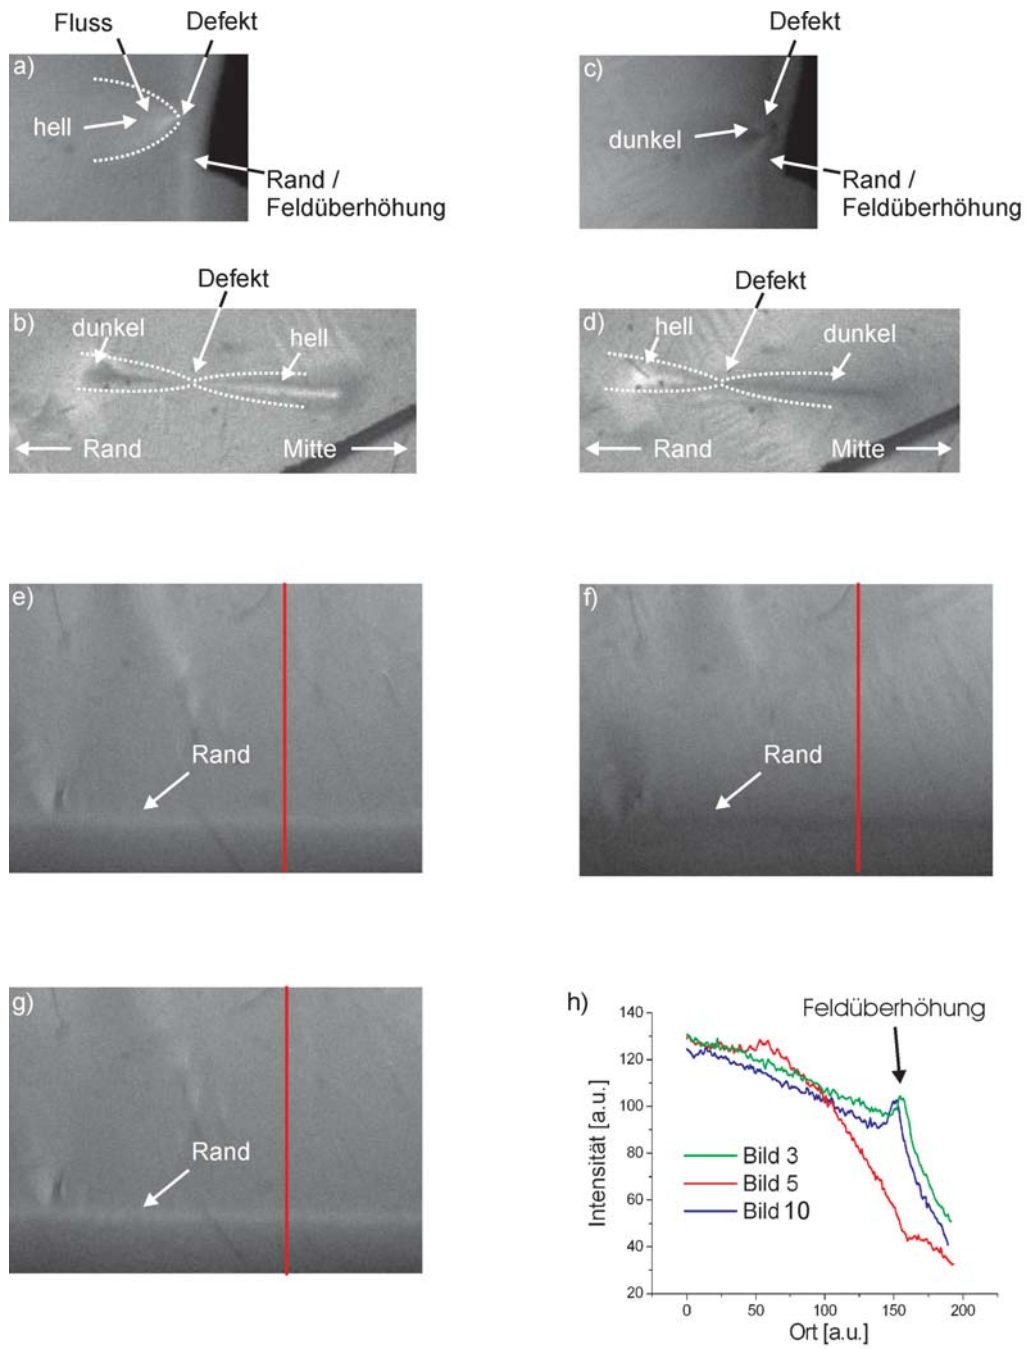 Fluss
Defekt
a)
hell
Rand /
Feldüberhöhung
Defekt
c)
dunkel
Rand /
Feldüberhöhung
Defekt
b)
dunkel
hell
Rand
Mitte
Defekt
d)
hell
dunkel
Rand
Mitte
e)
Rand
f)
Rand
g)
Rand
h)
Feldüberhöhung
140
120
100
80
60
40
20
Intensität [a.u.]
Bild 3
Bild 5
Bild 10
0 50 100 150 200
Ort [a.u.]